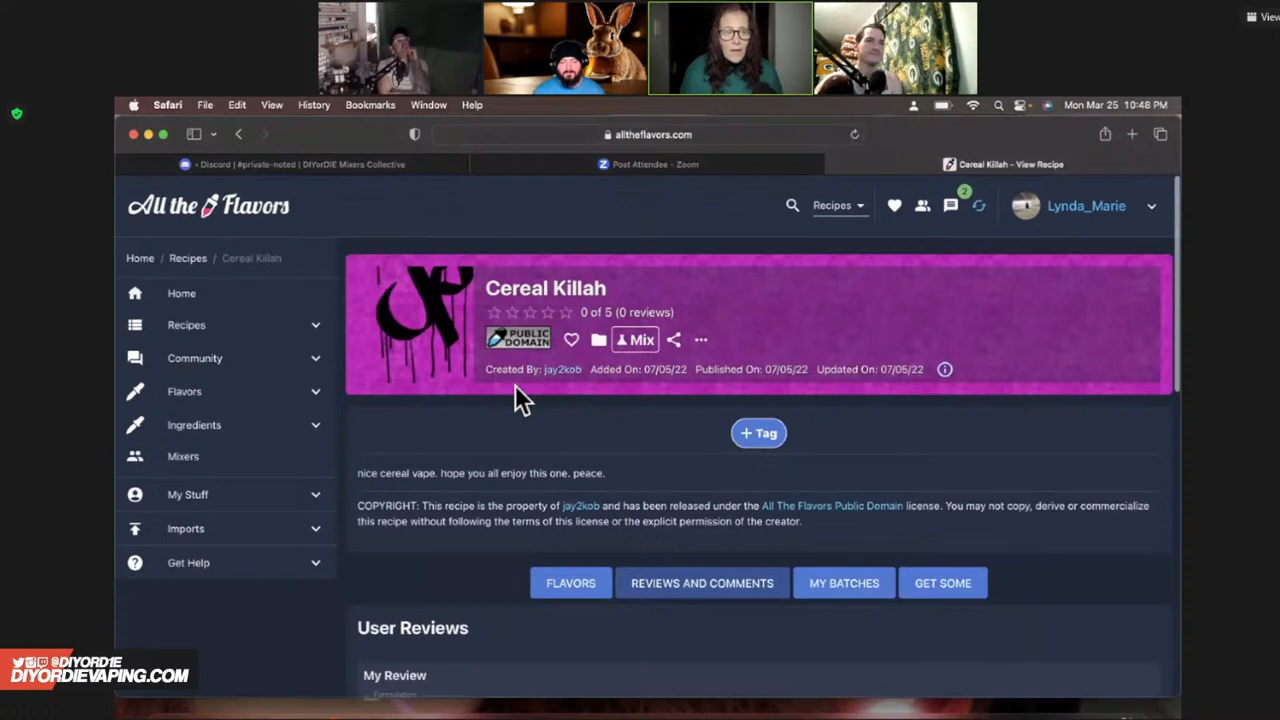 View
Safari File Edit View History Bookmarks Window Help Mon Mar 25 10:48 PM
alltheflavors.com
Discord | #private-noted | DIYorDIE Mixers Collective Post Attendee - Zoom Cereal Killah - View Recipe
All the Flavors Recipes 2 Lynda_Marie
Home / Recipes / Cereal Killah
Home
Recipes
Community
Flavors
Ingredients
Mixers
My Stuff
Imports
Get Help
Cereal Killah
0 of 5 (0 reviews)
PUBLIC
DOMAIN
Mix
Created By: jay2kob Added On: 07/05/22 Published On: 07/05/22 Updated On: 07/05/22
+ Tag
nice cereal vape. hope you all enjoy this one. peace.
COPYRIGHT: This recipe is the property of jay2kob and has been released under the All The Flavors Public Domain license. You may not copy, derive or commercialize
this recipe without following the terms of this license or the explicit permission of the creator.
FLAVORS REVIEWS AND COMMENTS MY BATCHES GET SOME
User Reviews
My Review
Formulation
@DIYORD1E
DIYORDIEVAPING.COM